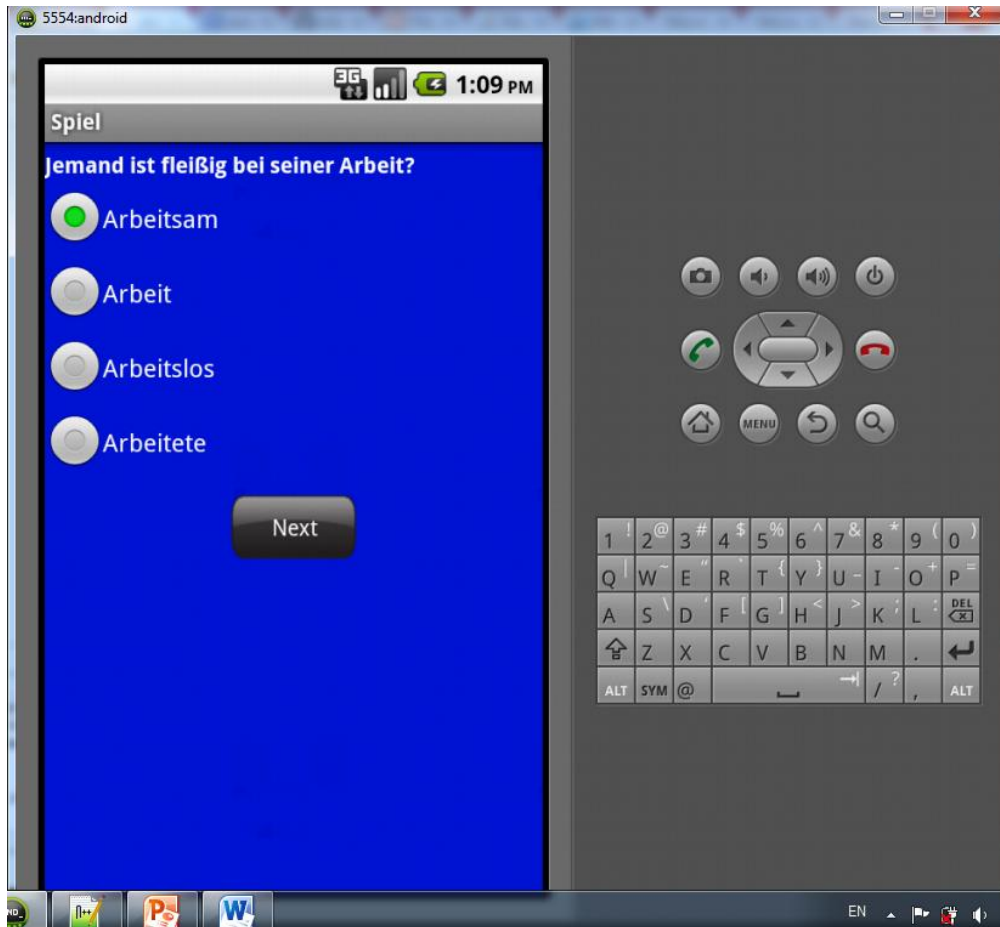 5554:android
3G 1:09 PM
Spiel
Jemand ist fleißig bei seiner Arbeit?
Arbeitsam
Arbeit
Arbeitslos
Arbeitete
Next
MENU
1 ! 2 @ 3 # 4 $ 5 % 6 ^ 7 & 8 * 9 ( 0 )
Q | W ~ E " R ` T { Y } U - I - O + P =
A S \ D ' F [ G ] H < J > K ; L : DEL
Z X C V B N M .
ALT SYM @ / ? , ALT
EN